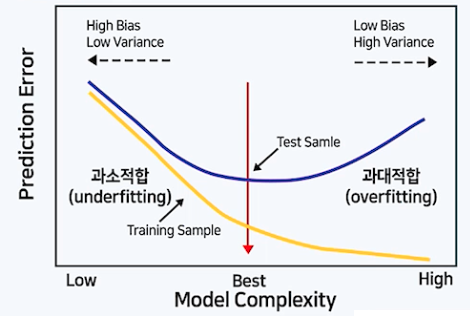 High Bias
Low Variance
Low Bias
High Variance
Prediction Error
Test Samle
과소적합
(underfitting)
과대적합
(overfitting)
Training Sample
Low
Best
High
Model Complexity